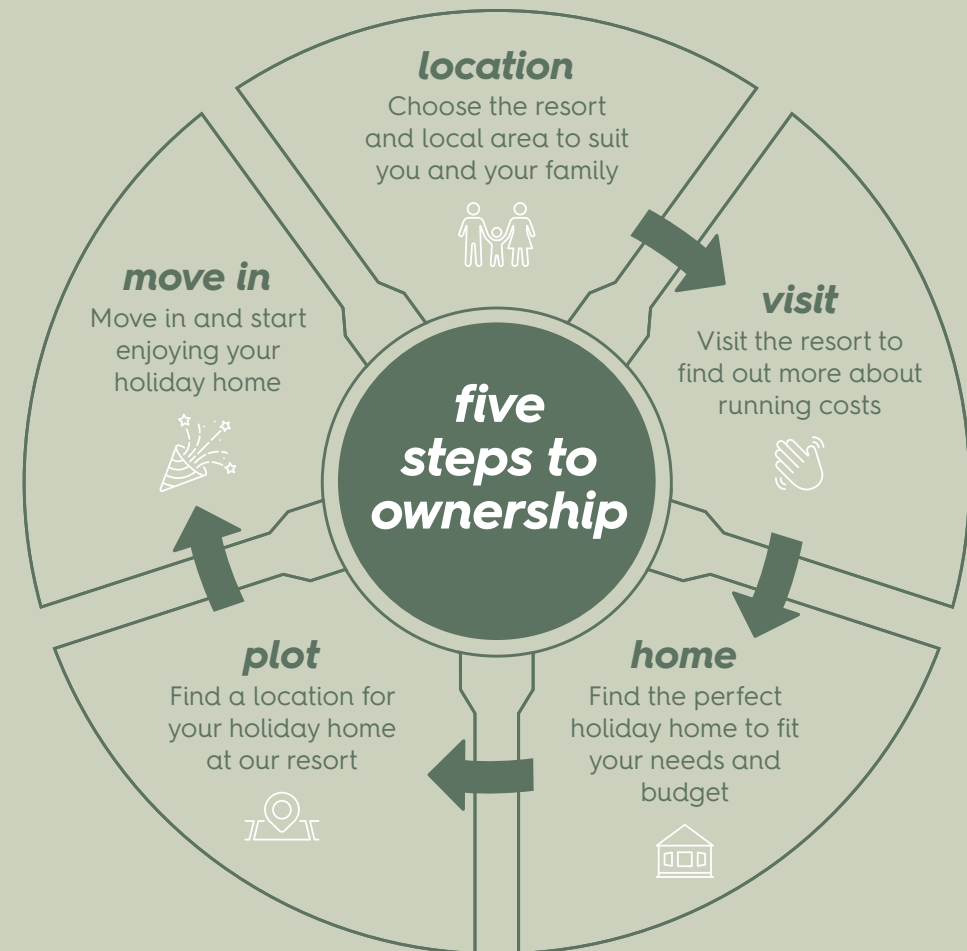 location
Choose the resort
and local area to suit
you and your family
visit
Visit the resort to
find out more about
running costs
home
Find the perfect
holiday home to fit
your needs and
budget
plot
Find a location for
your holiday home
at our resort
move in
Move in and start
enjoying your
holiday home
five
steps to
ownership